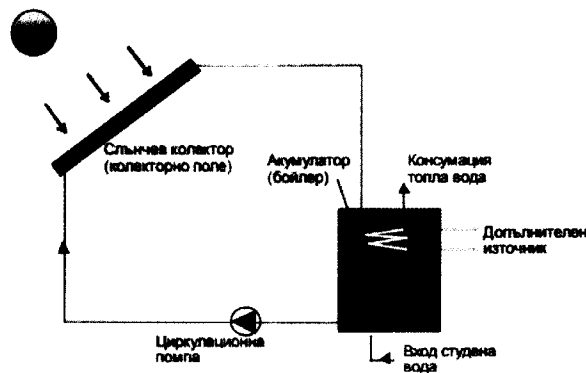 Слънчев колектор
(колекторно поле)
Акумулатор
(бойлер)
Консумация
топла вода
Допълнителен
източник
Циркулационна
помпа
Вход студена
вода